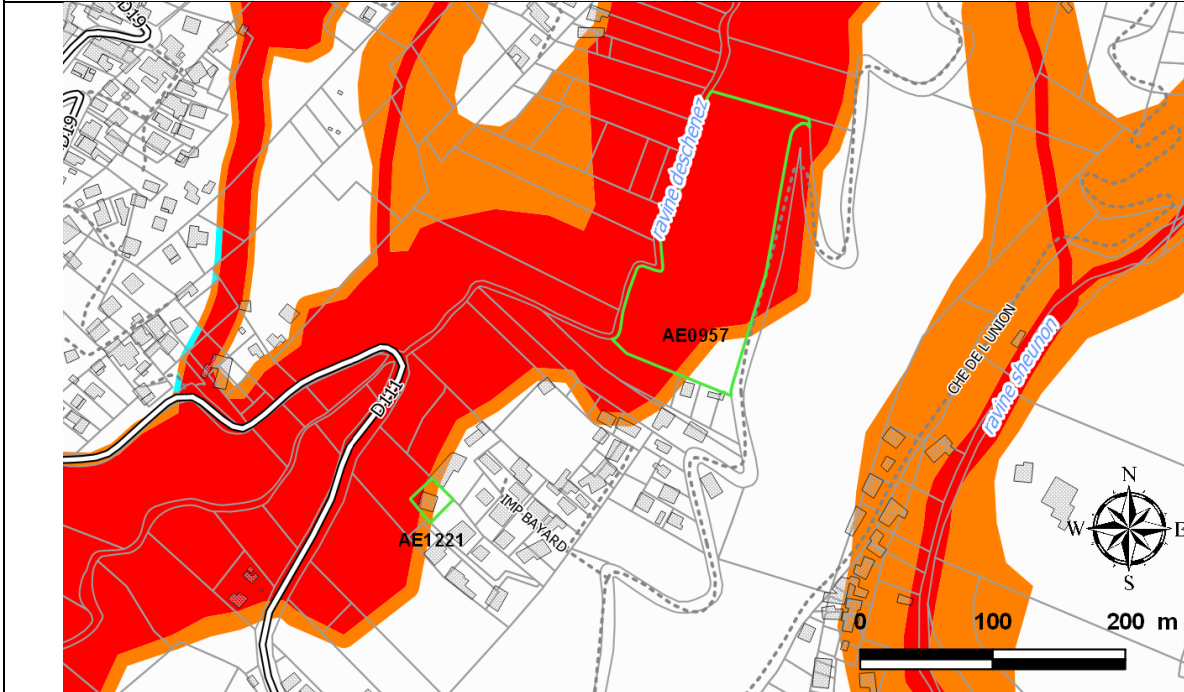 D19
D19
ravine deschenez
AE0957
CHE DE L UNION
ravine sheunon
D111
IMP BAYARD
AE1221
N
W E
S
0 100 200 m